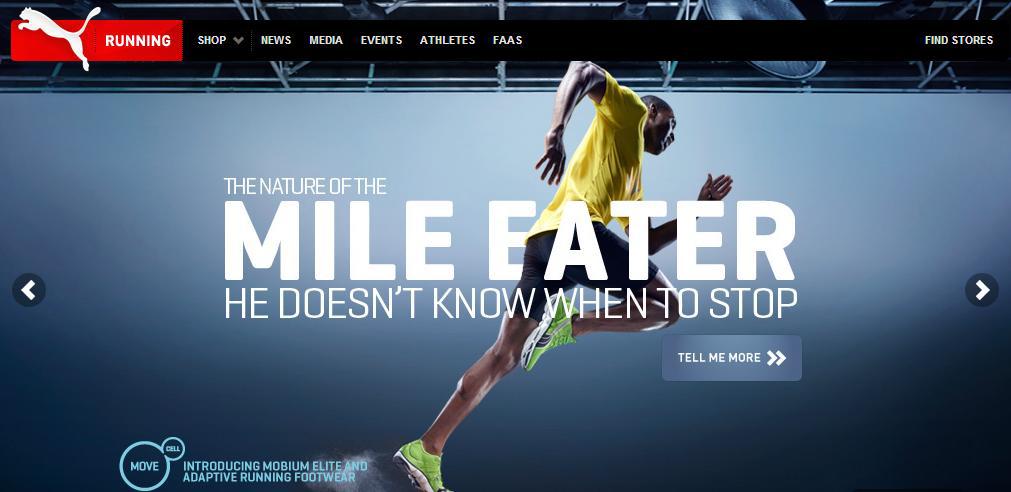 RUNNING
SHOP
NEWS
MEDIA
EVENTS
ATHLETES
FAAS
FIND STORES
THE NATURE OF THE
MILE EATER
HE DOESN'T KNOW WHEN TO STOP
TELL ME MORE
MOVE
CELL
INTRODUCING MOBIUM ELITE AND
ADAPTIVE RUNNING FOOTWEAR